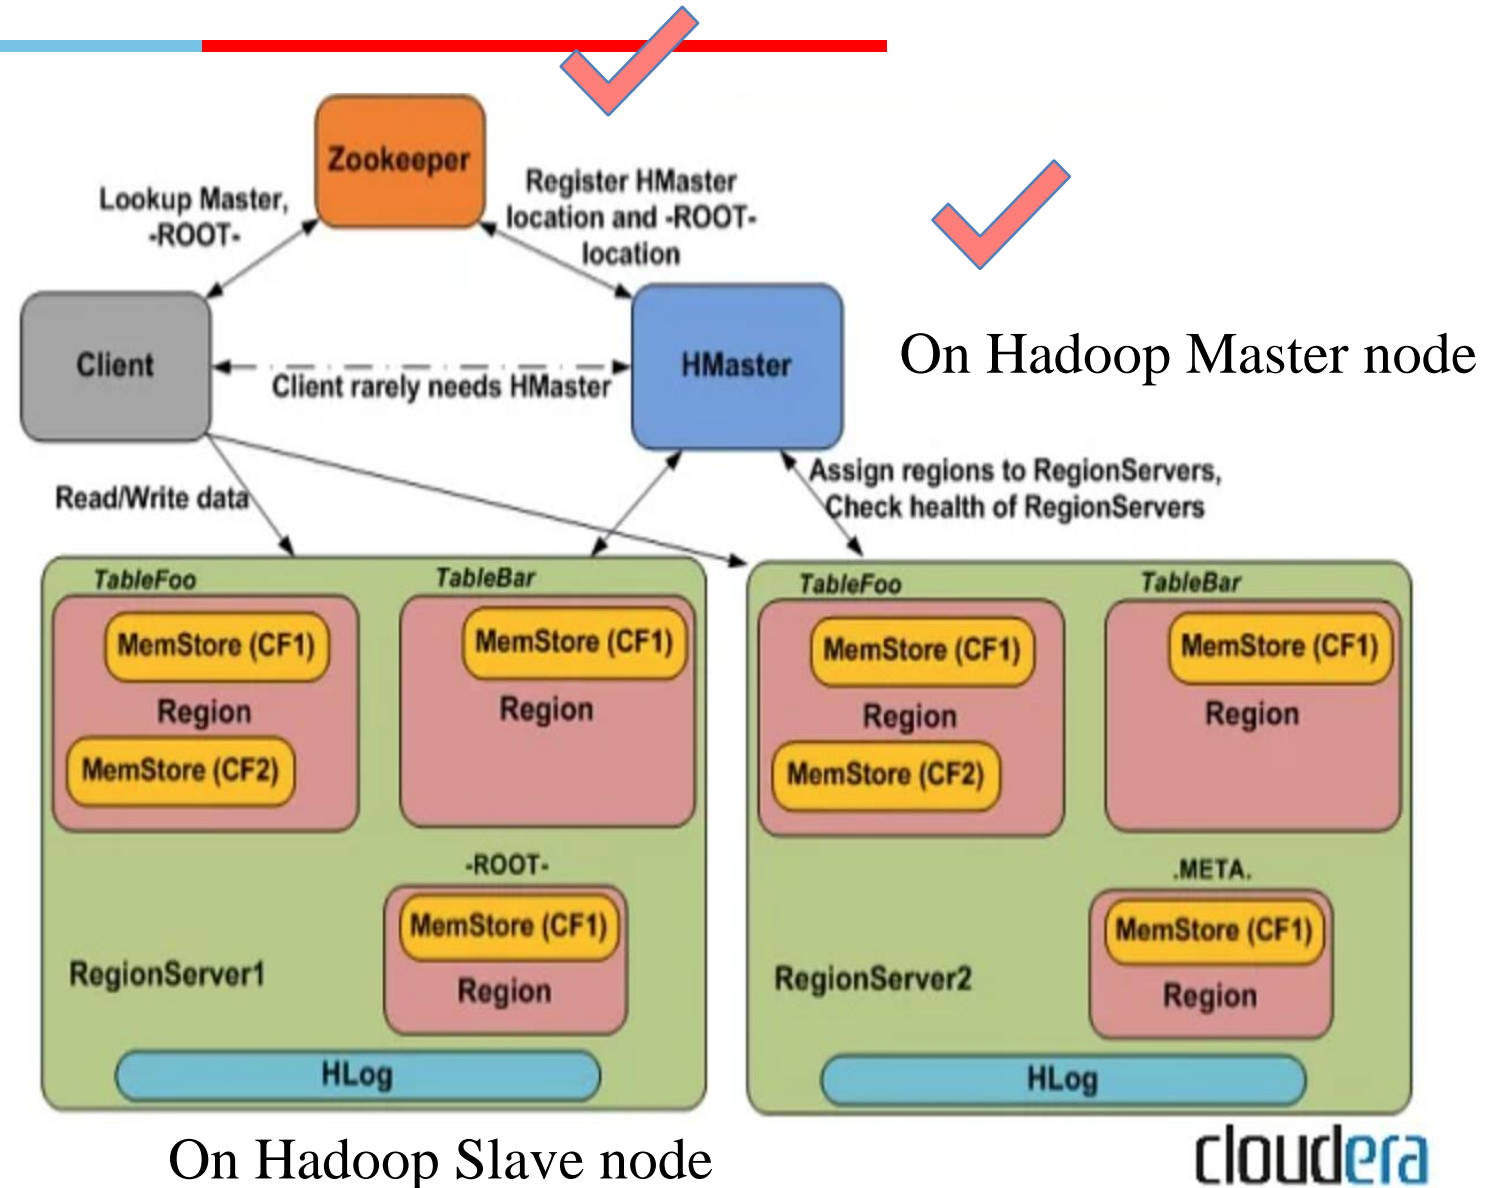 Zookeeper
Lookup Master,
-ROOT-
Register HMaster
location and -ROOT-
location
Client
Client rarely needs HMaster
HMaster
On Hadoop Master node
Read/Write data
Assign regions to RegionServers,
Check health of RegionServers
TableFoo
TableBar
MemStore (CF1)
MemStore (CF1)
Region
Region
MemStore (CF2)
-ROOT-
MemStore (CF1)
RegionServer1
Region
HLog
TableFoo
TableBar
MemStore (CF1)
MemStore (CF1)
Region
Region
MemStore (CF2)
.META.
MemStore (CF1)
RegionServer2
Region
HLog
On Hadoop Slave node
cloudera